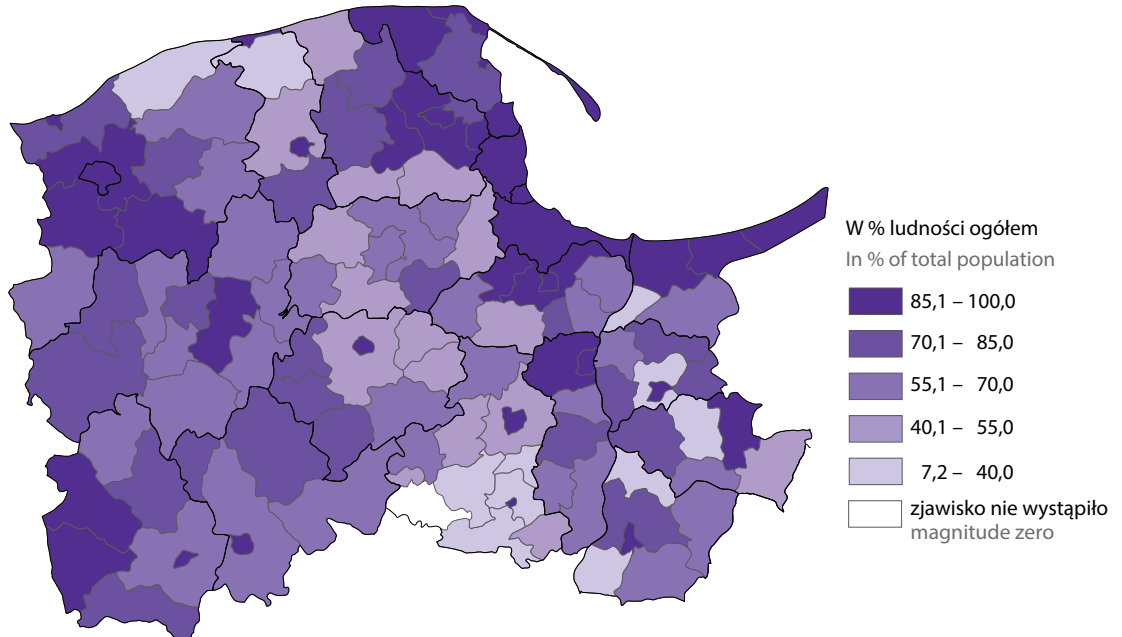 W % ludności ogółem
In % of total population
85,1 – 100,0
70,1 – 85,0
55,1 – 70,0
40,1 – 55,0
7,2 – 40,0
zjawisko nie wystąpiło
magnitude zero